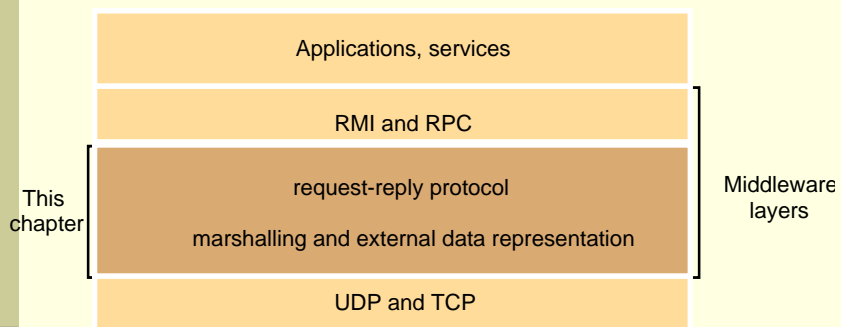 Applications, services
RMI and RPC
This
chapter
request-reply protocol
marshalling and external data representation
Middleware
layers
UDP and TCP